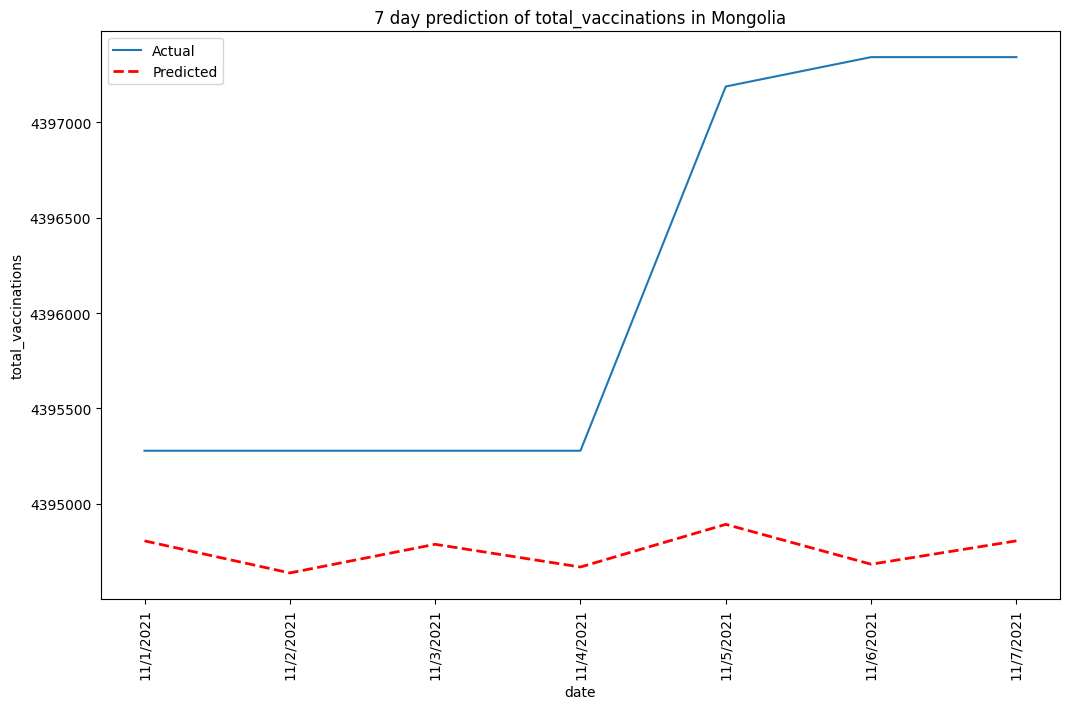 7 day prediction of total_vaccinations in Mongolia
Actual
Predicted
4397000
4396500
4396000
4395500
4395000
total_vaccinations
11/1/2021
11/2/2021
11/3/2021
11/4/2021
11/5/2021
11/6/2021
11/7/2021
date